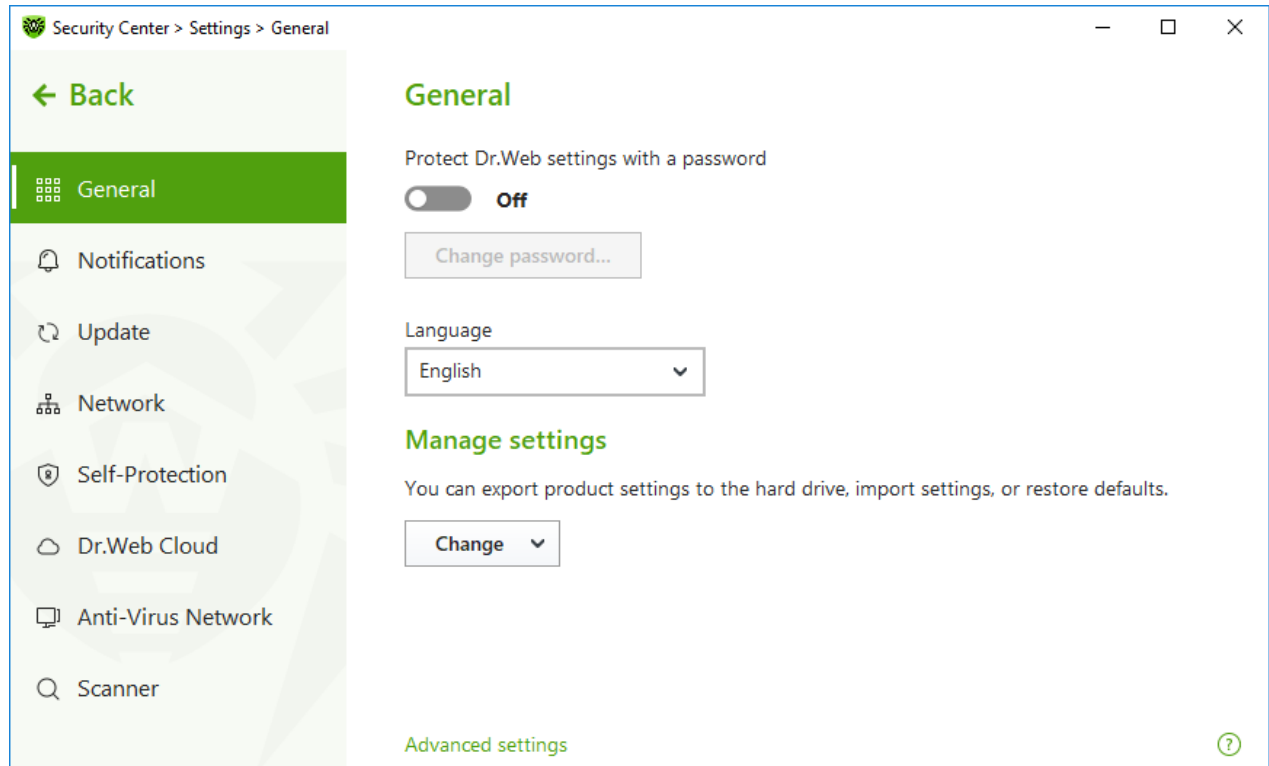 Security Center > Settings > General
Back
General
Notifications
Update
Network
Self-Protection
Dr.Web Cloud
Anti-Virus Network
Scanner
General
Protect Dr.Web settings with a password
Off
Change password...
Language
English
Manage settings
You can export product settings to the hard drive, import settings, or restore defaults.
Change
Advanced settings
?